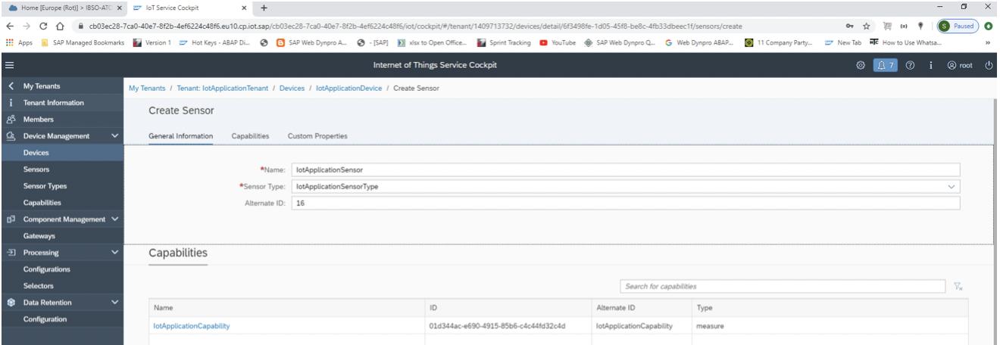 Home [Europe (Rot)] > IBSO-ATC
IoT Service Cockpit
cb03ec28-7ca0-40e7-8f2b-4ef6224c48f6.eu10.cp.iot.sap/cb03ec28-7ca0-40e7-8f2b-4ef6224c48f6/iot/cockpit/#/tenant/1409713732/devices/detail/6f3498fe-1d05-45f8-be8c-4fb33dbeec1f/sensors/create
S Paused
Apps SAP Managed Bookmarks Version 1 Hot Keys - ABAP Di... SAP Web Dynpro A... - [SAP] xlsx to Open Office... Sprint Tracking YouTube SAP Web Dynpro Q... Web Dynpro ABAP... 11 Company Party... New Tab How to Use Whatsa... »
Internet of Things Service Cockpit
7
root
My Tenants
Tenant Information
Members
Device Management
Devices
Sensors
Sensor Types
Capabilities
Component Management
Gateways
Processing
Configurations
Selectors
Data Retention
Configuration
My Tenants / Tenant: IotApplicationTenant / Devices / IotApplicationDevice / Create Sensor
Create Sensor
General Information Capabilities Custom Properties
*Name: IotApplicationSensor
*Sensor Type: IotApplicationSensorType
Alternate ID: 16
Capabilities
Search for capabilities
Name ID Alternate ID Type
IotApplicationCapability 01d344ac-e690-4915-85b6-c4c44fd32c4d IotApplicationCapability measure